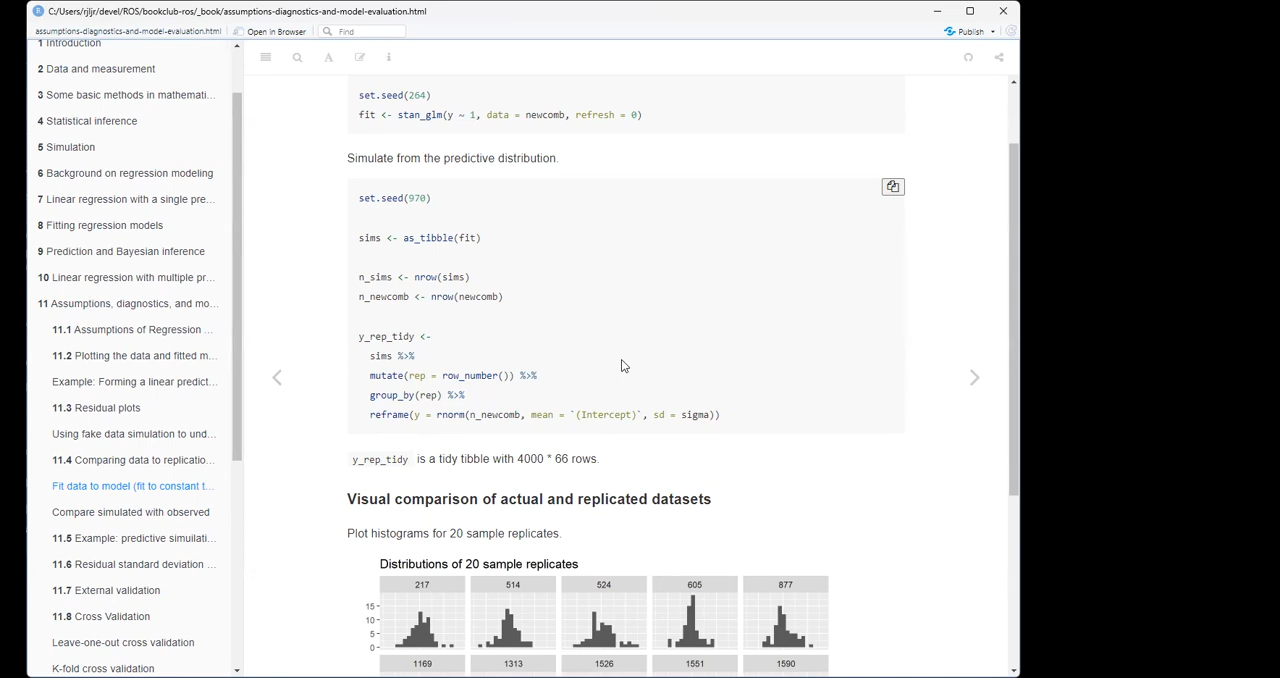 C:/Users/rjljr/devel/ROS/bookclub-ros/_book/assumptions-diagnostics-and-model-evaluation.html
assumptions-diagnostics-and-model-evaluation.html
Open in Browser
Find
Publish
1 Introduction
2 Data and measurement
3 Some basic methods in mathemati...
4 Statistical inference
5 Simulation
6 Background on regression modeling
7 Linear regression with a single pre...
8 Fitting regression models
9 Prediction and Bayesian inference
10 Linear regression with multiple pr...
11 Assumptions, diagnostics, and mo...
11.1 Assumptions of Regression ...
11.2 Plotting the data and fitted m...
Example: Forming a linear predict...
11.3 Residual plots
Using fake data simulation to und...
11.4 Comparing data to replicatio...
Fit data to model (fit to constant t...
Compare simulated with observed
11.5 Example: predictive simuilati...
11.6 Residual standard deviation ...
11.7 External validation
11.8 Cross Validation
Leave-one-out cross validation
K-fold cross validation
set.seed(264)
fit <- stan_glm(y ~ 1, data = newcomb, refresh = 0)
Simulate from the predictive distribution.
set.seed(970)
sims <- as_tibble(fit)
n_sims <- nrow(sims)
n_newcomb <- nrow(newcomb)
y_rep_tidy <-
sims %>%
mutate(rep = row_number()) %>%
group_by(rep) %>%
reframe(y = rnorm(n_newcomb, mean = `(Intercept)`, sd = sigma))
y_rep_tidy is a tidy tibble with 4000 * 66 rows.
Visual comparison of actual and replicated datasets
Plot histograms for 20 sample replicates.
Distributions of 20 sample replicates
217 514 524 605 877
15
10
5
0
1169 1313 1526 1551 1590